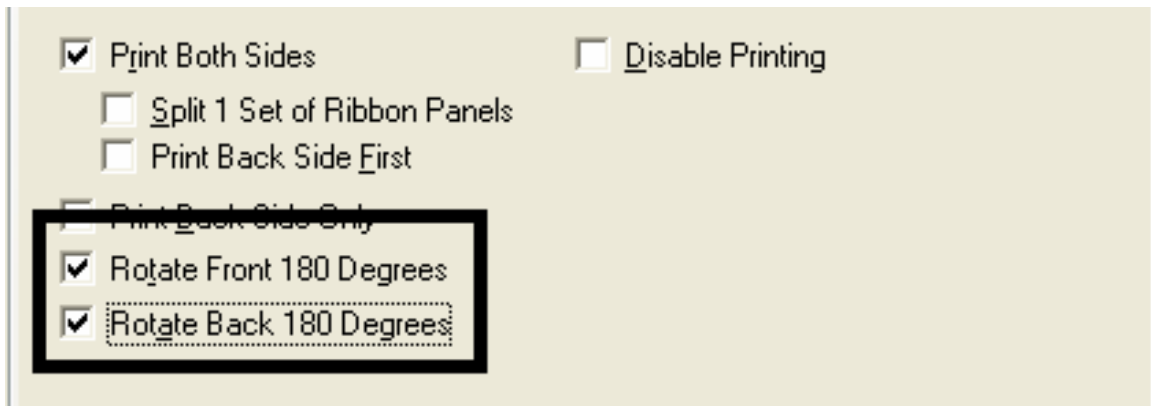 Print Both Sides
Disable Printing
Split 1 Set of Ribbon Panels
Print Back Side First
Print Back Side Only
Rotate Front 180 Degrees
Rotate Back 180 Degrees